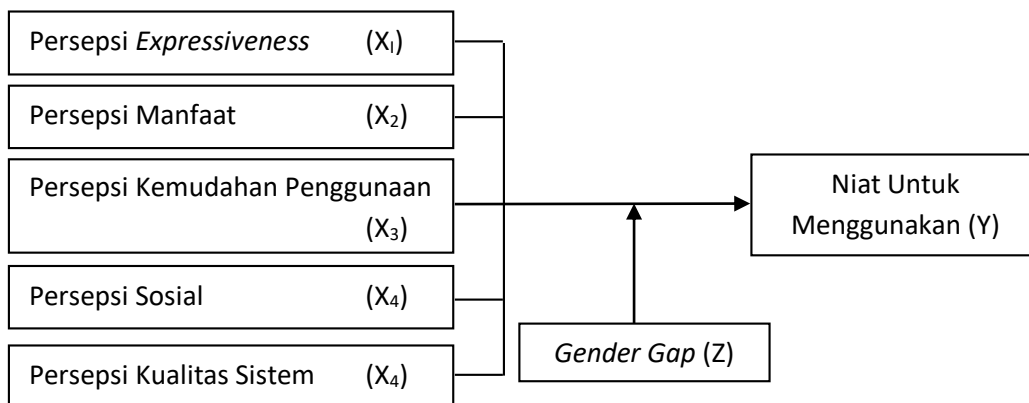 Persepsi Expressiveness (X₁)
Persepsi Manfaat (X₂)
Persepsi Kemudahan Penggunaan
(X₃)
Persepsi Sosial (X₄)
Persepsi Kualitas Sistem (X₄)
Niat Untuk
Menggunakan (Y)
Gender Gap (Z)